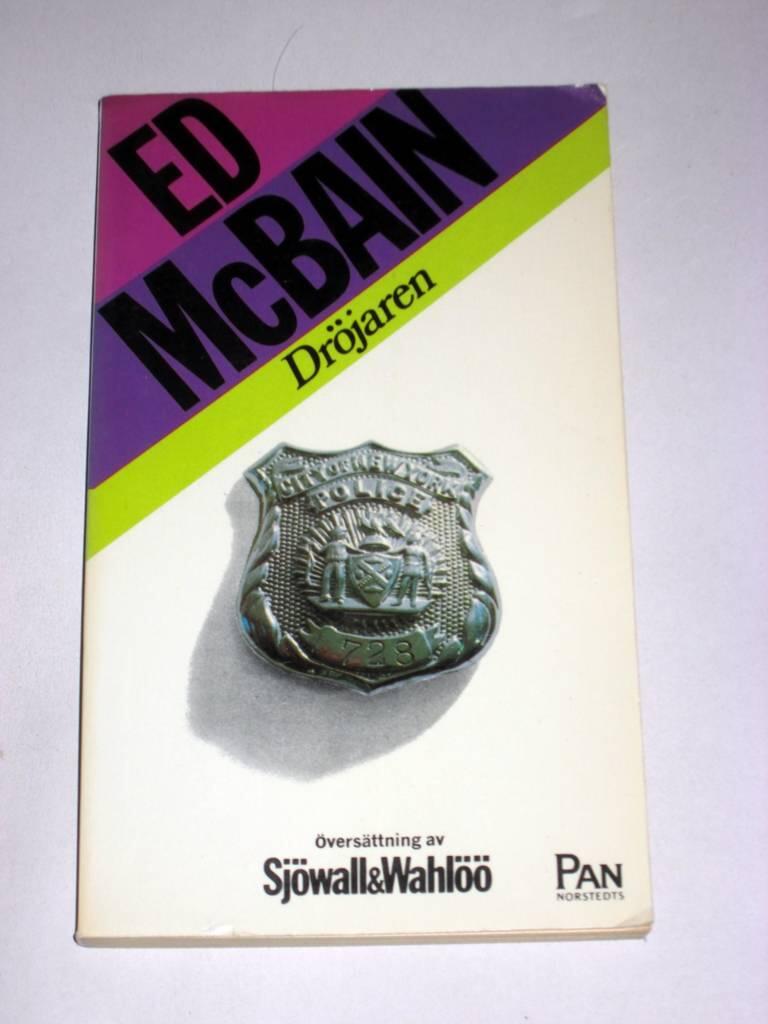 ED
McBAIN
Dröjaren
CITY OF NEW YORK
POLICE
728
översättning av
Sjöwall&Wahlöö
PAN
NORSTEDTS